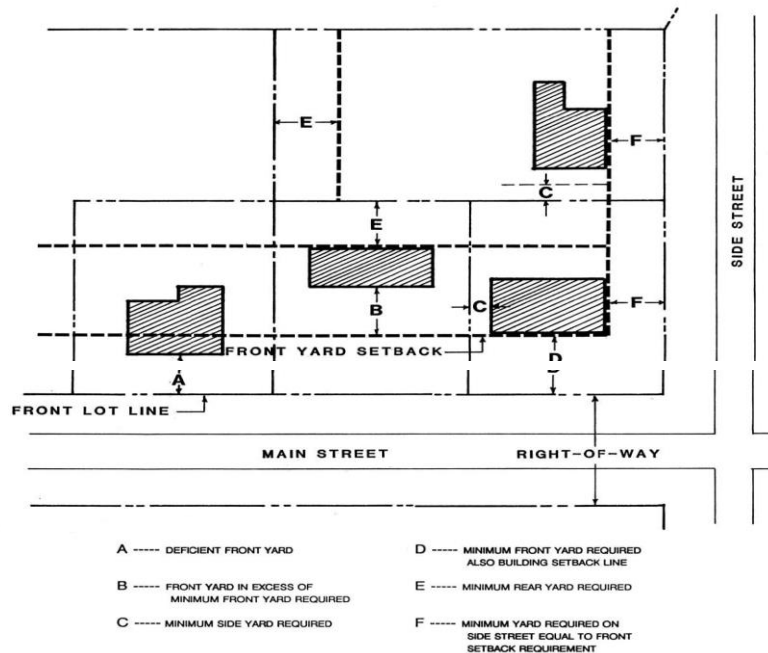 E
F
C
SIDE STREET
E
C
F
B
FRONT YARD SETBACK
D
A
FRONT LOT LINE
MAIN STREET
RIGHT-OF-WAY
A ----- DEFICIENT FRONT YARD
B ----- FRONT YARD IN EXCESS OF
MINIMUM FRONT YARD REQUIRED
C ----- MINIMUM SIDE YARD REQUIRED
D ----- MINIMUM FRONT YARD REQUIRED
ALSO BUILDING SETBACK LINE
E ----- MINIMUM REAR YARD REQUIRED
F ----- MINIMUM YARD REQUIRED ON
SIDE STREET EQUAL TO FRONT
SETBACK REQUIREMENT